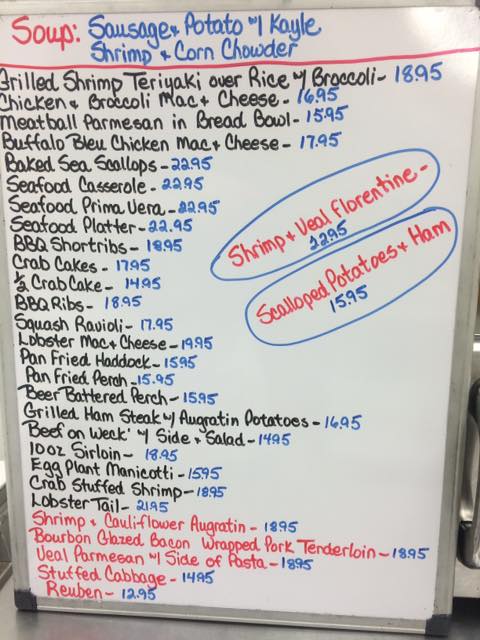 Soup: Sausage & Potato w/ Kayle
Shrimp & Corn Chowder
Grilled Shrimp Teriyaki over Rice w/ Broccoli - 18.95
Chicken & Broccoli Mac & Cheese - 16.95
Meatball Parmesan in Bread Bowl - 15.95
Buffalo Bleu Chicken Mac & Cheese - 17.95
Baked Sea Scallops - 22.95
Seafood Casserole - 22.95
Seafood Prima Vera - 22.95
Seafood Platter - 22.95
BBQ Shortribs - 18.95
Crab Cakes - 17.95
1/2 Crab Cake - 14.95
BBQ Ribs - 18.95
Squash Ravioli - 17.95
Lobster Mac & Cheese - 19.95
Pan Fried Haddock - 15.95
Pan Fried Perch - 15.95
Beer Battered Perch - 15.95
Grilled Ham Steak w/ Augratin Potatoes - 16.95
Beef on Weck' w/ Side & Salad - 14.95
10oz Sirloin - 18.95
Egg Plant Manicotti - 15.95
Crab Stuffed Shrimp - 18.95
Lobster Tail - 21.95
Shrimp & Cauliflower Augratin - 18.95
Bourbon Glazed Bacon Wrapped Pork Tenderloin - 18.95
Veal Parmesan w/ Side of Pasta - 18.95
Stuffed Cabbage - 14.95
Reuben - 12.95
Shrimp & Veal Florentine -
22.95
Scalloped Potatoes & Ham
15.95